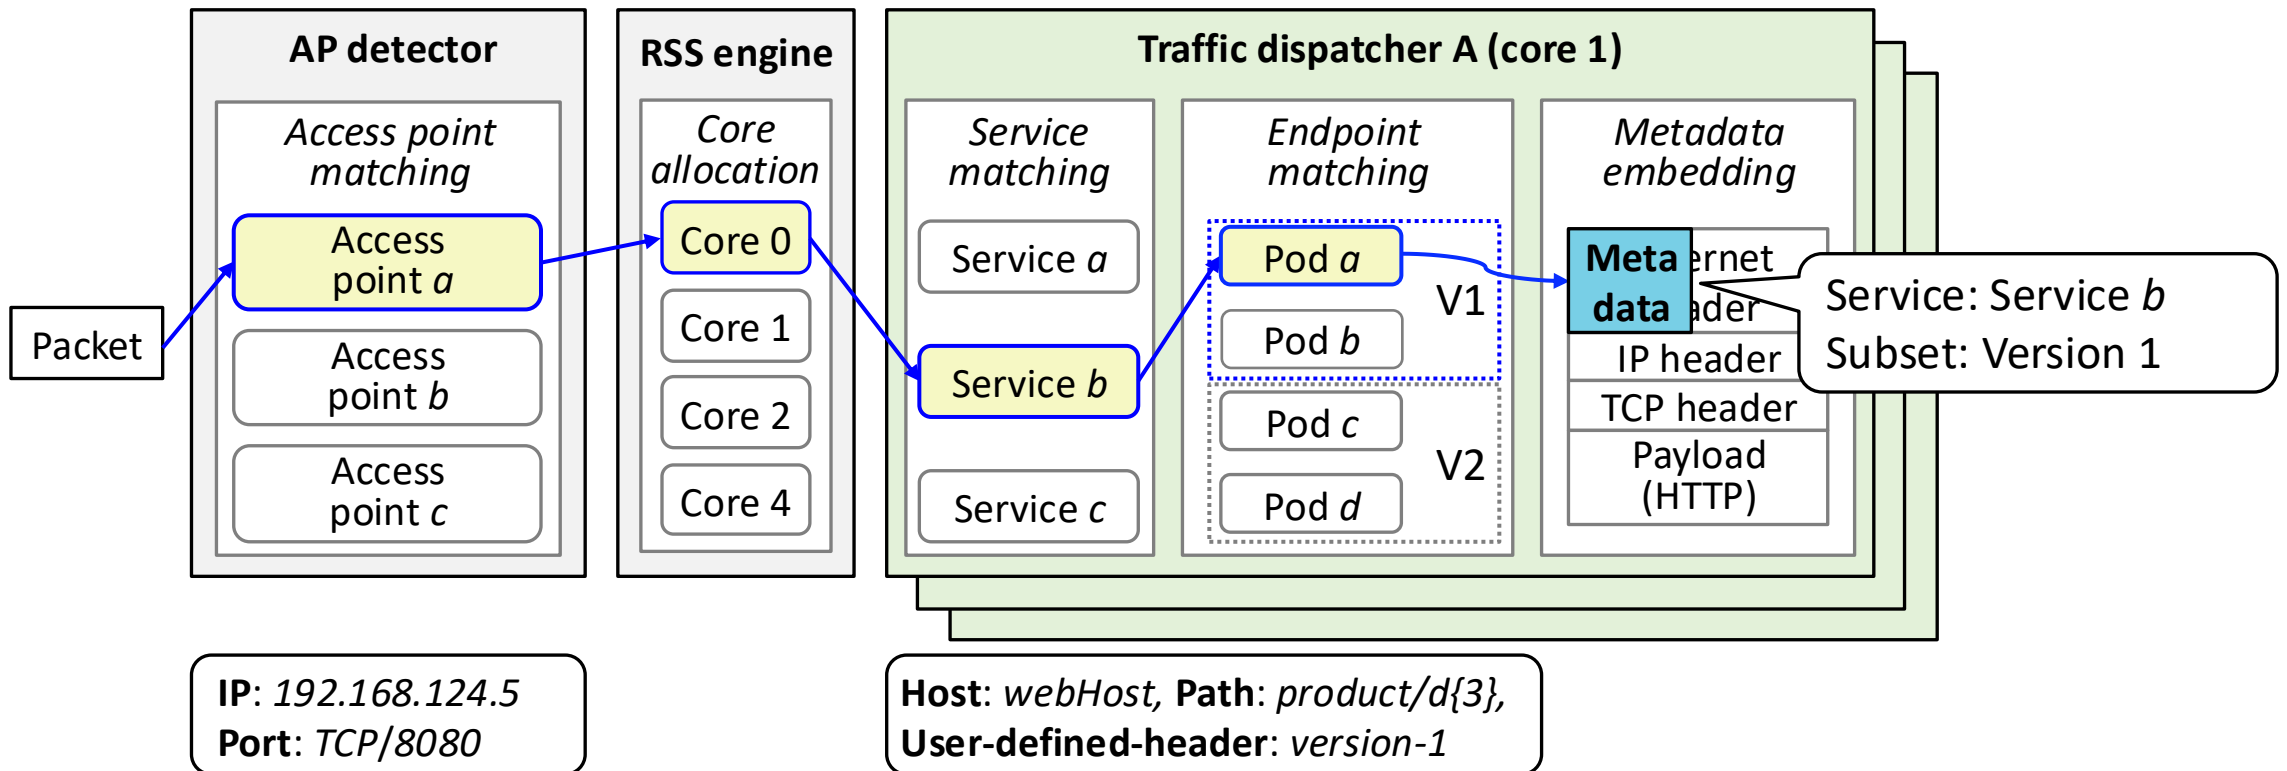 AP detector
RSS engine
Traffic dispatcher A (core 1)
Access point
matching
Core
allocation
Service
matching
Endpoint
matching
Metadata
embedding
Packet
Access
point a
Access
point b
Access
point c
Core 0
Core 1
Core 2
Core 4
Service a
Service b
Service c
Pod a
Pod b
V1
Pod c
Pod d
V2
Meta
data
ernet
ader
IP header
TCP header
Payload
(HTTP)
Service: Service b
Subset: Version 1
IP: 192.168.124.5
Port: TCP/8080
Host: webHost, Path: product/d{3},
User-defined-header: version-1